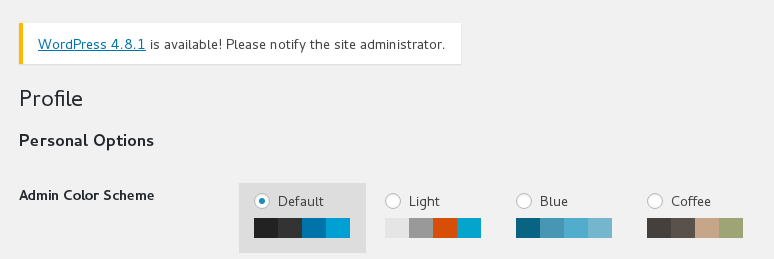 WordPress 4.8.1 is available! Please notify the site administrator.
Profile
Personal Options
Admin Color Scheme
Default
Light
Blue
Coffee